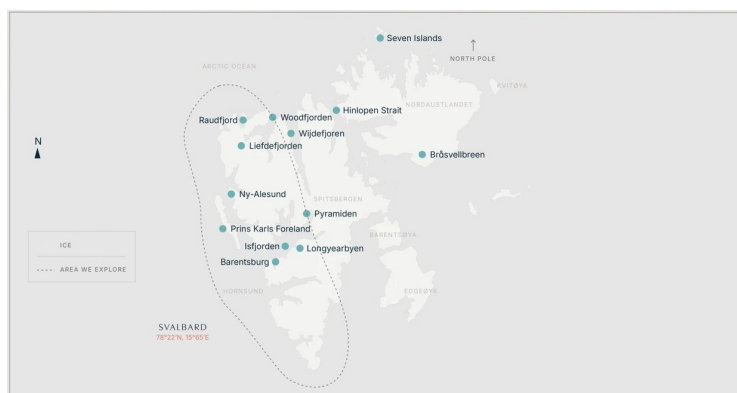 Seven Islands
NORTH POLE
ARCTIC OCEAN
KVITØYA
NORDAUSTLANDET
Hinlopen Strait
Woodfjorden
Raudfjord
Wijdefjoren
N
Liefdefjorden
Bråsvellbreen
Ny-Alesund
SPITSBERGEN
Pyramiden
Prins Karls Foreland
BARENTSØYA
ICE
Isfjorden
Longyearbyen
Barentsburg
AREA WE EXPLORE
HORNSUND
EDGEØYA
SVALBARD
78°22'N, 15°65'E